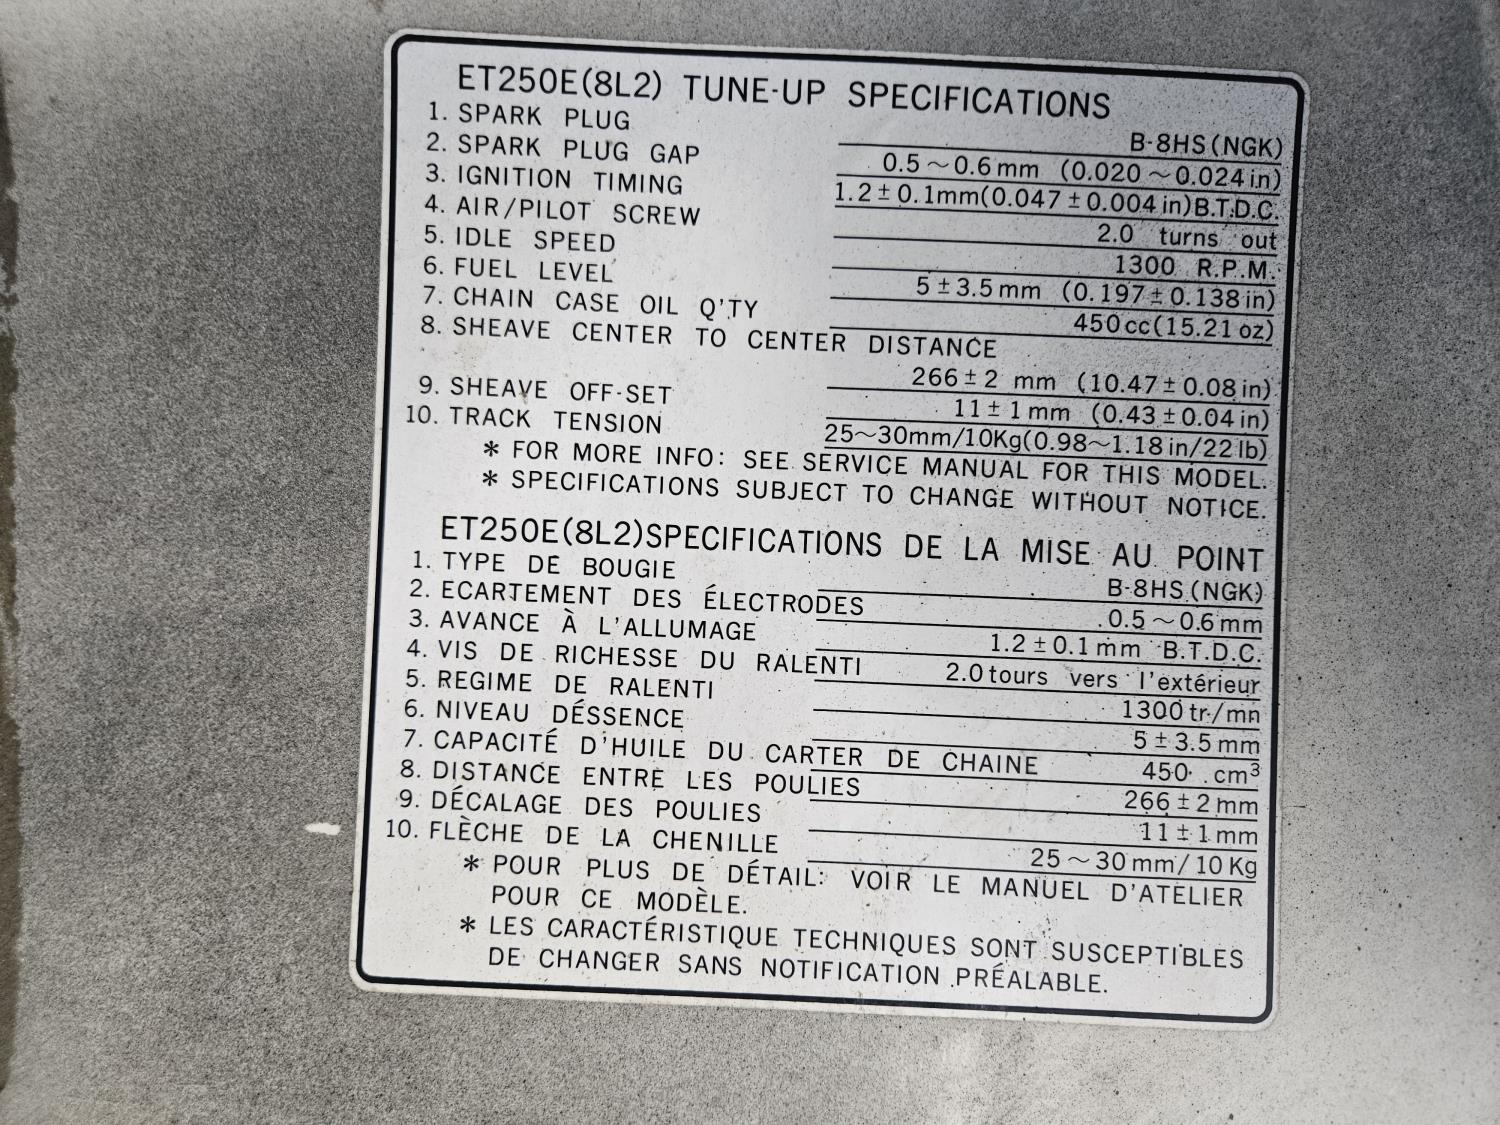 ET250E(8L2) TUNE-UP SPECIFICATIONS
1. SPARK PLUG B-8HS(NGK)
2. SPARK PLUG GAP 0.5~0.6mm (0.020~0.024in)
3. IGNITION TIMING 1.2±0.1mm(0.047±0.004in)B.T.D.C.
4. AIR/PILOT SCREW 2.0 turns out
5. IDLE SPEED 1300 R.P.M.
6. FUEL LEVEL 5±3.5mm (0.197±0.138in)
7. CHAIN CASE OIL Q'TY 450cc(15.21oz)
8. SHEAVE CENTER TO CENTER DISTANCE
266±2 mm (10.47±0.08in)
9. SHEAVE OFF-SET 11±1mm (0.43±0.04in)
10. TRACK TENSION 25~30mm/10Kg(0.98~1.18in/22lb)
* FOR MORE INFO: SEE SERVICE MANUAL FOR THIS MODEL.
* SPECIFICATIONS SUBJECT TO CHANGE WITHOUT NOTICE.
ET250E(8L2)SPECIFICATIONS DE LA MISE AU POINT
1. TYPE DE BOUGIE B-8HS(NGK)
2. ECARTEMENT DES ÉLECTRODES 0.5~0.6mm
3. AVANCE À L'ALLUMAGE 1.2±0.1mm B.T.D.C.
4. VIS DE RICHESSE DU RALENTI 2.0tours vers l'extérieur
5. REGIME DE RALENTI 1300tr/mn
6. NIVEAU DÉSSENCE 5±3.5mm
7. CAPACITÉ D'HUILE DU CARTER DE CHAINE 450 cm³
8. DISTANCE ENTRE LES POULIES 266±2mm
9. DÉCALAGE DES POULIES 11±1mm
10. FLÈCHE DE LA CHENILLE 25~30mm/10Kg
* POUR PLUS DE DÉTAIL: VOIR LE MANUEL D'ATELIER
POUR CE MODÈLE.
* LES CARACTÉRISTIQUE TECHNIQUES SONT SUSCEPTIBLES
DE CHANGER SANS NOTIFICATION PRÉALABLE.